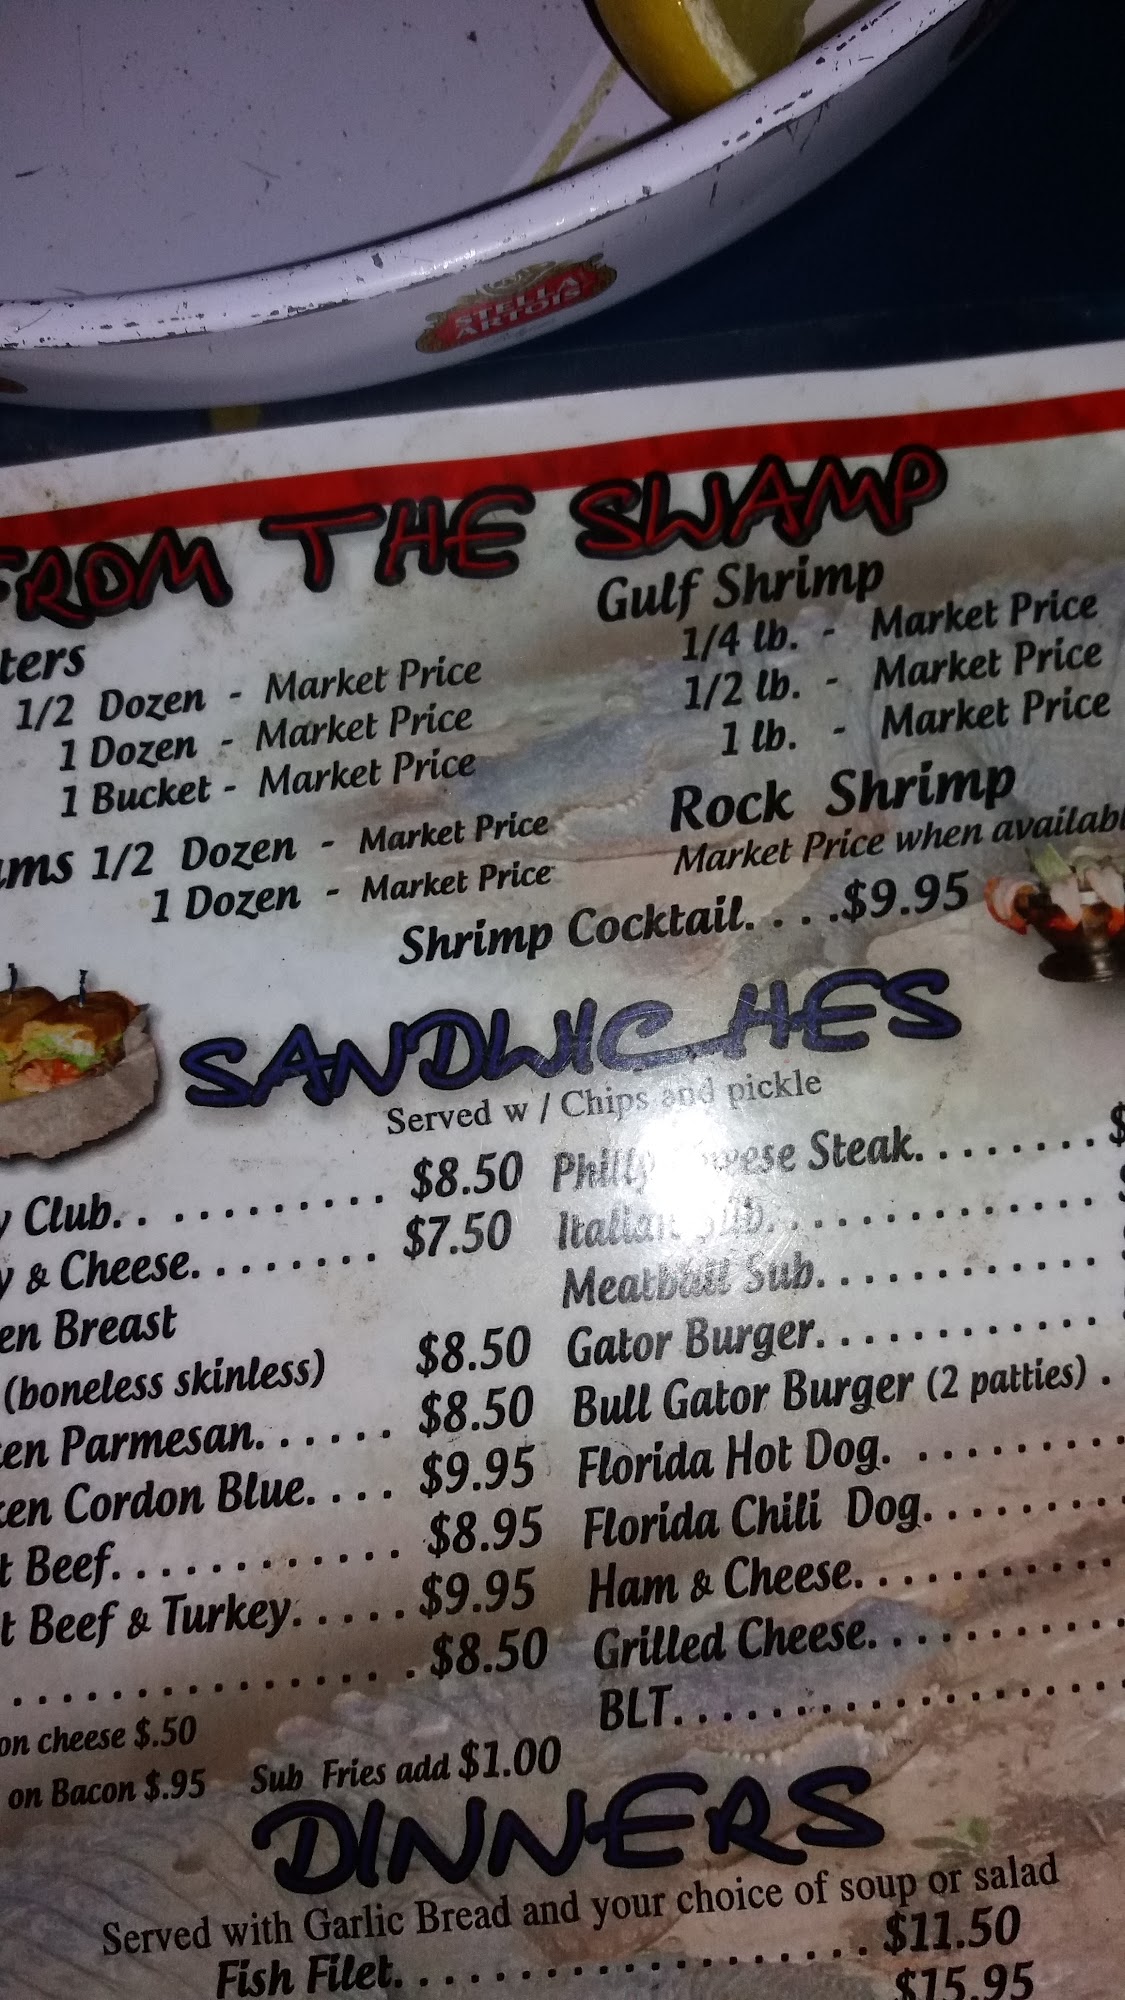 STELLA
ARTOIS
FROM THE SWAMP
1/2 Dozen - Market Price
1 Dozen - Market Price
1 Bucket - Market Price
1/2 Dozen - Market Price
1 Dozen - Market Price
Gulf Shrimp
1/4 lb. - Market Price
1/2 lb. - Market Price
1 lb. - Market Price
Rock Shrimp
Market Price when availabl
Shrimp Cocktail. . . .$9.95
SANDWICHES
Served w / Chips and pickle
y Club. . . . . . . . . . . . $8.50
y & Cheese. . . . . . . . $7.50
en Breast
(boneless skinless) $8.50
en Parmesan. . . . . . $8.50
ken Cordon Blue. . . . $9.95
t Beef. . . . . . . . . . . . . $8.95
t Beef & Turkey. . . . . $9.95
. . . . . . . . . . . . . . . . . $8.50
on cheese $.50
on Bacon $.95 Sub Fries add $1.00
Philly Cheese Steak. . . . . . . . $
Italian Sub. . . . . . . . . . . . .
Meatball Sub. . . . . . . . . . . .
Gator Burger. . . . . . . . . . . .
Bull Gator Burger (2 patties) .
Florida Hot Dog. . . . . . . . . .
Florida Chili Dog. . . . . . . . .
Ham & Cheese. . . . . . . . . . .
Grilled Cheese. . . . . . . . . . .
BLT. . . . . . . . . . . . . . . . . .
DINNERS
Served with Garlic Bread and your choice of soup or salad
Fish Filet. . . . . . . . . . . . . . . . . $11.50
$15.95